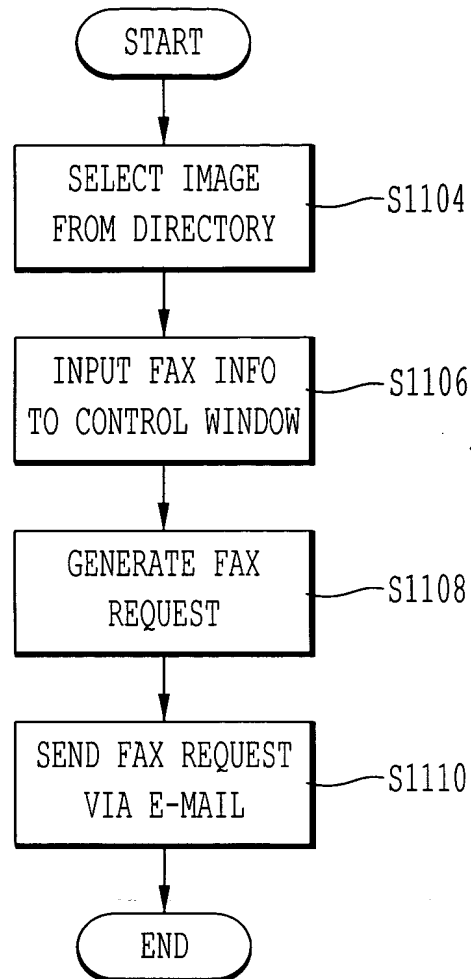 START
SELECT IMAGE
FROM DIRECTORY
S1104
INPUT FAX INFO
TO CONTROL WINDOW
S1106
GENERATE FAX
REQUEST
S1108
SEND FAX REQUEST
VIA E-MAIL
S1110
END